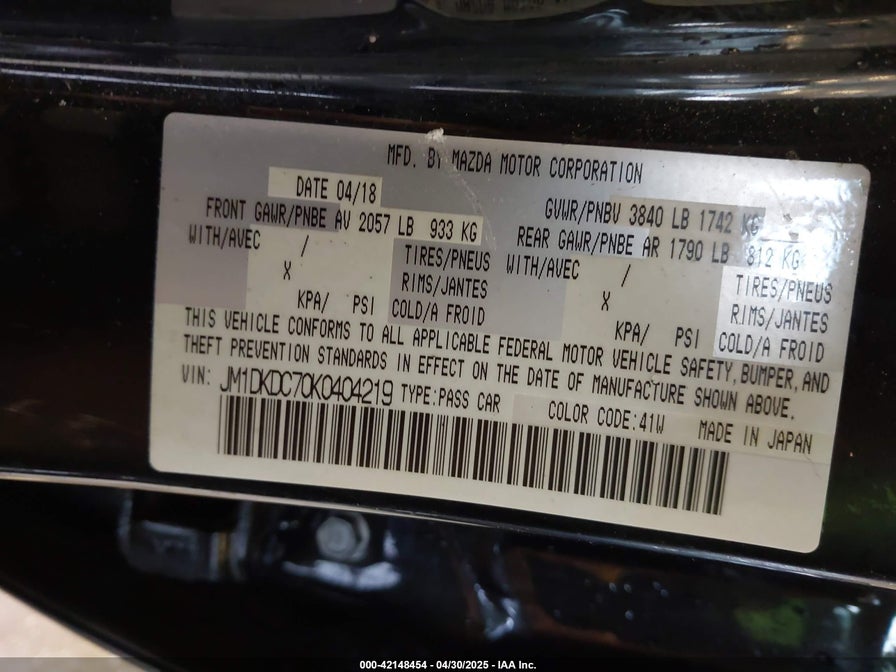 MFD. BY MAZDA MOTOR CORPORATION
DATE 04/18
GVWR/PNBV 3840 LB 1742 KG
FRONT GAWR/PNBE AV 2057 LB 933 KG
REAR GAWR/PNBE AR 1790 LB 812 KG
WITH/AVEC / TIRES/PNEUS
WITH/AVEC / TIRES/PNEUS
X RIMS/JANTES
X RIMS/JANTES
KPA/ PSI COLD/A FROID
KPA/ PSI COLD/A FROID
THIS VEHICLE CONFORMS TO ALL APPLICABLE FEDERAL MOTOR VEHICLE SAFETY, BUMPER, AND
THEFT PREVENTION STANDARDS IN EFFECT ON THE DATE OF MANUFACTURE SHOWN ABOVE.
VIN: JM1DKDC70K0404219 TYPE:PASS CAR COLOR CODE:41W MADE IN JAPAN
000-42148454 - 04/30/2025 - IAA Inc.